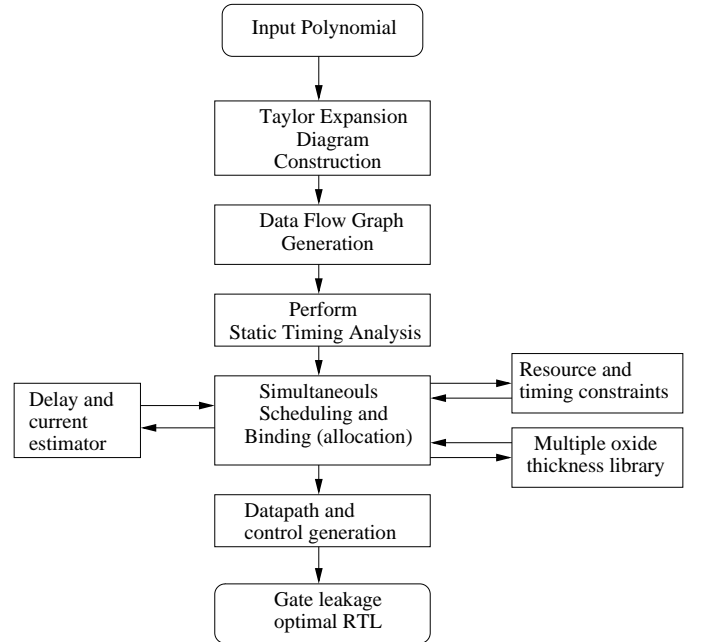 Input Polynomial
Taylor Expansion
Diagram
Construction
Data Flow Graph
Generation
Perform
Static Timing Analysis
Delay and
current
estimator
Simultaneouls
Scheduling and
Binding (allocation)
Resource and
timing constraints
Multiple oxide
thickness library
Datapath and
control generation
Gate leakage
optimal RTL